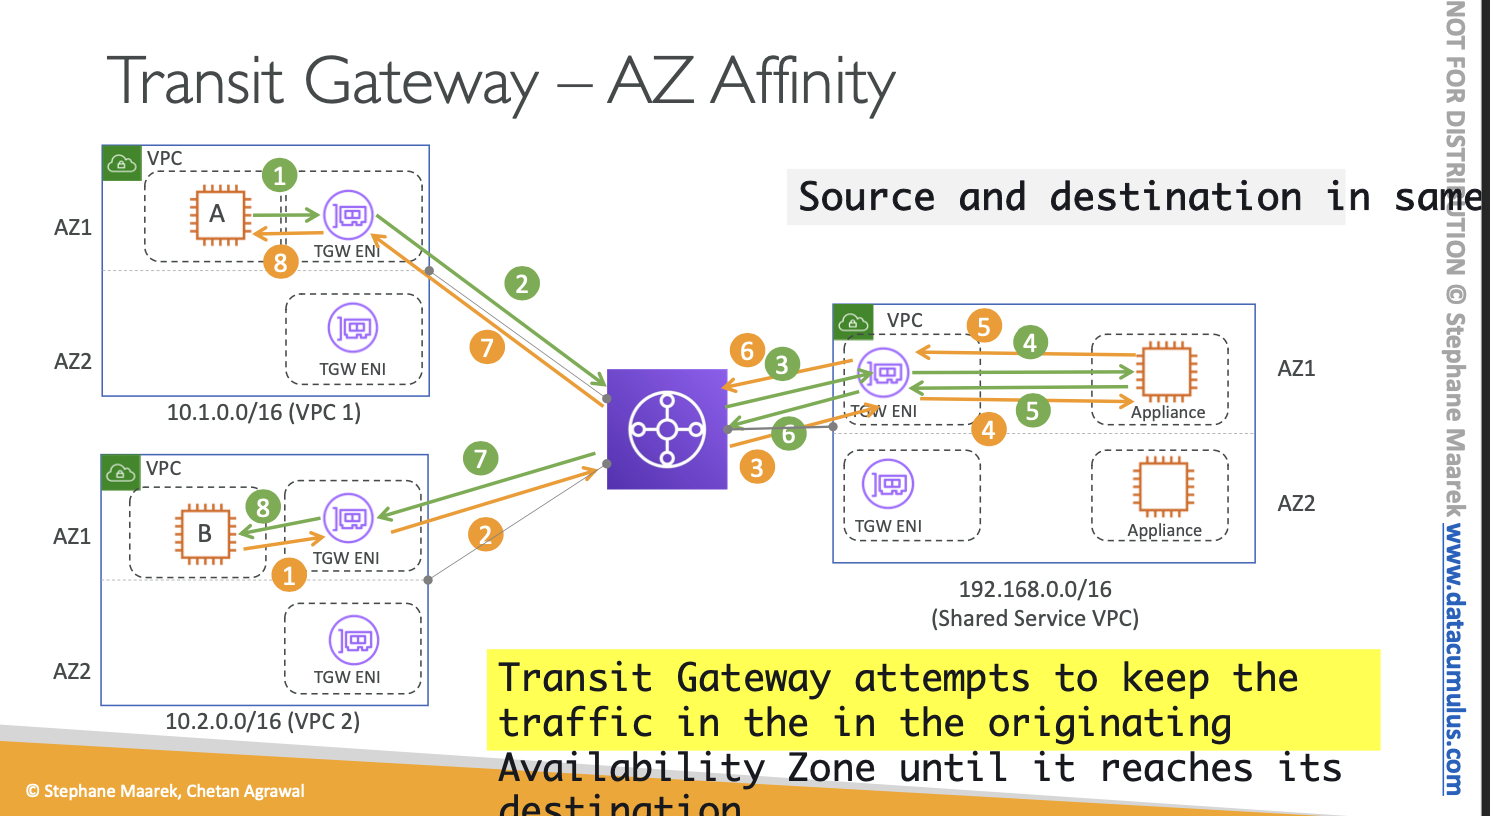 Transit Gateway – AZ Affinity
VPC
1
A
TGW ENI
8
AZ1
2
7
TGW ENI
AZ2
10.1.0.0/16 (VPC 1)
Source and destination in same
VPC
5
4
6
3
TGW ENI
Appliance
AZ1
5
4
6
3
TGW ENI
Appliance
AZ2
192.168.0.0/16
(Shared Service VPC)
VPC
7
8
B
TGW ENI
AZ1
2
1
TGW ENI
AZ2
10.2.0.0/16 (VPC 2)
Transit Gateway attempts to keep the
traffic in the in the originating
Availability Zone until it reaches its
destination
© Stephane Maarek, Chetan Agrawal
NOT FOR DISTRIBUTION © Stephane Maarek www.datacumulus.com